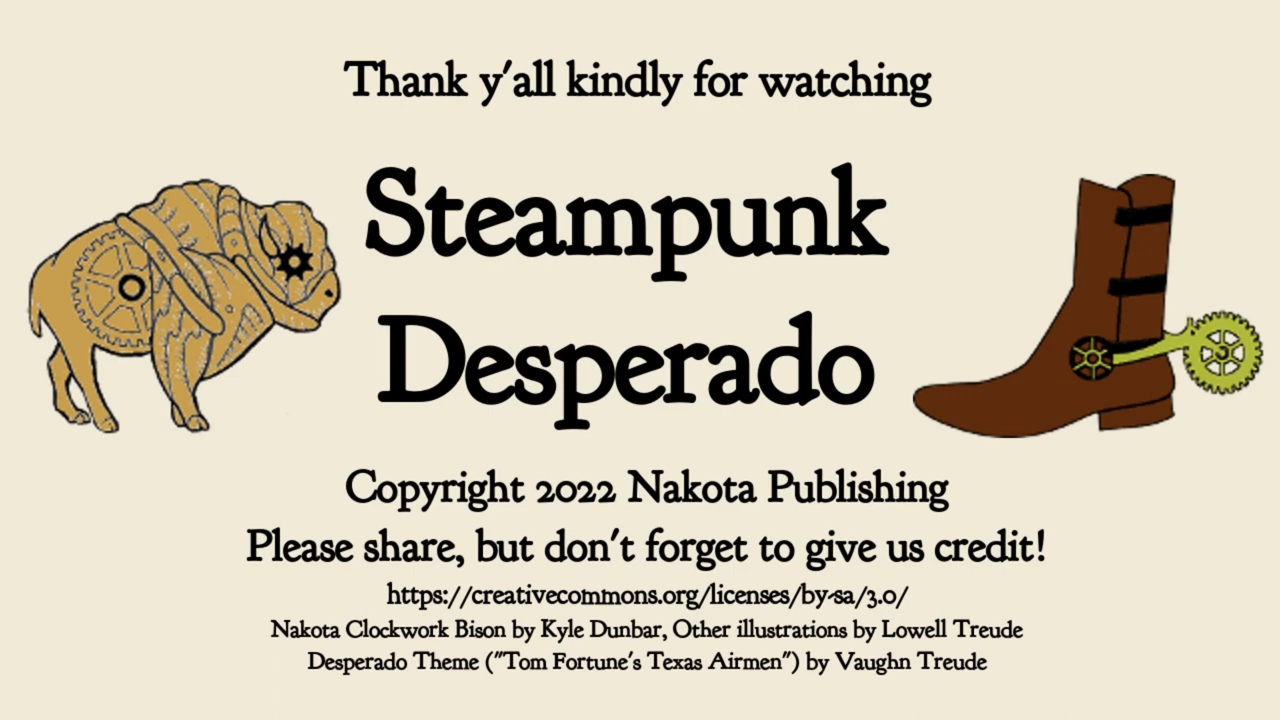 Thank y'all kindly for watching
Steampunk
Desperado
Copyright 2022 Nakota Publishing
Please share, but don't forget to give us credit!
https://creativecommons.org/licenses/by-sa/3.0/
Nakota Clockwork Bison by Kyle Dunbar, Other illustrations by Lowell Treude
Desperado Theme ("Tom Fortune's Texas Airmen") by Vaughn Treude